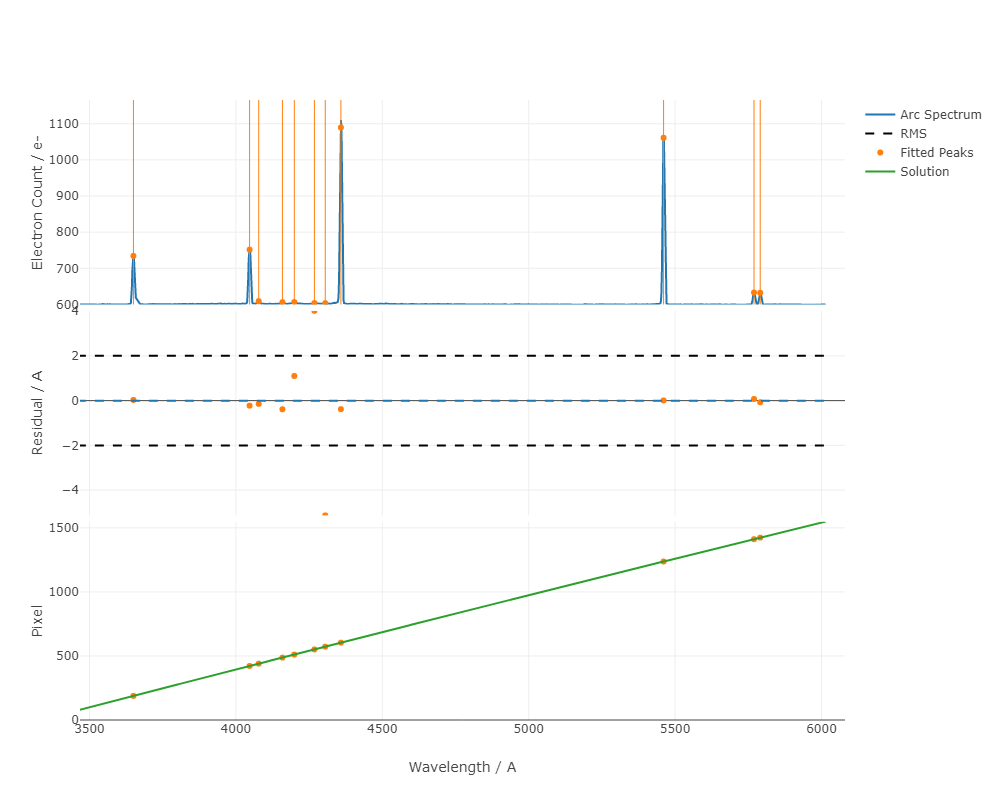 1100
1000
900
800
700
600
Electron Count / e-
4
2
0
−2
−4
Residual / A
1500
1000
500
0
Pixel
3500
4000
4500
5000
5500
6000
Wavelength / A
Arc Spectrum
RMS
Fitted Peaks
Solution